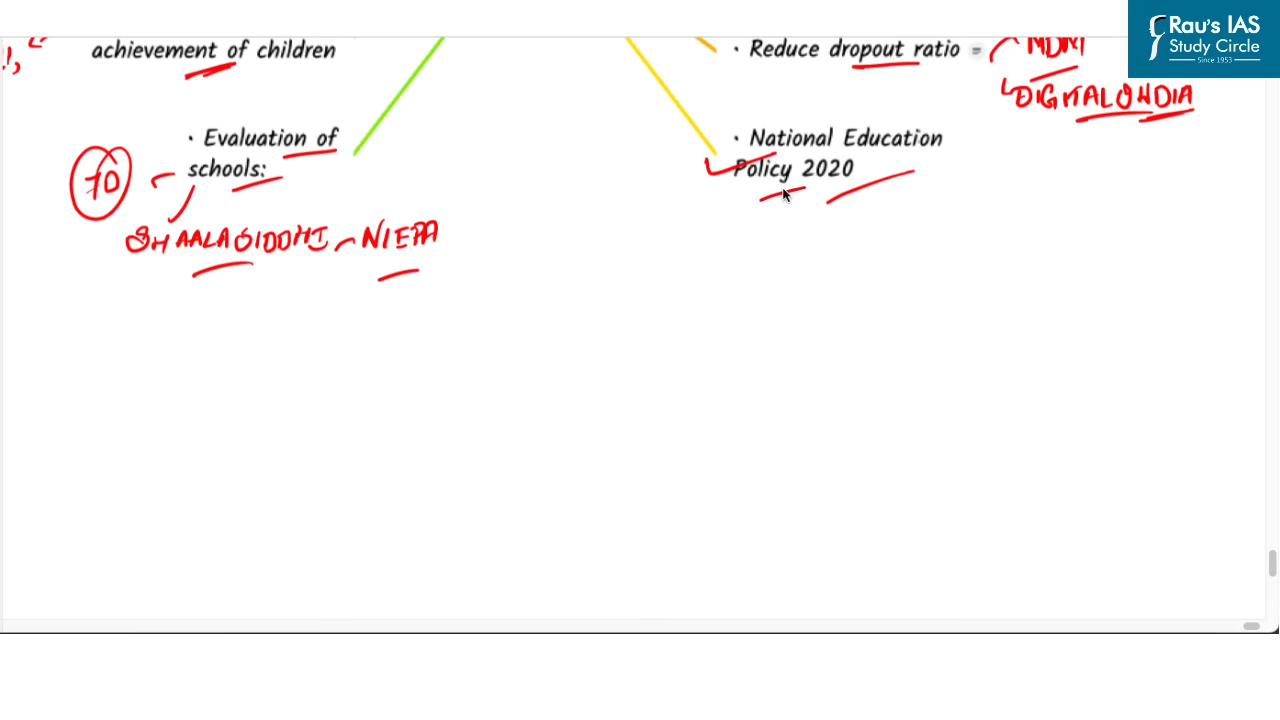 Rau's IAS
Study Circle
Since 1953
achievement of children
· Evaluation of
schools:
70
SHAALASIDDHI - NIEPA
· Reduce dropout ratio =
MDM
DIGITAL INDIA
· National Education
Policy 2020